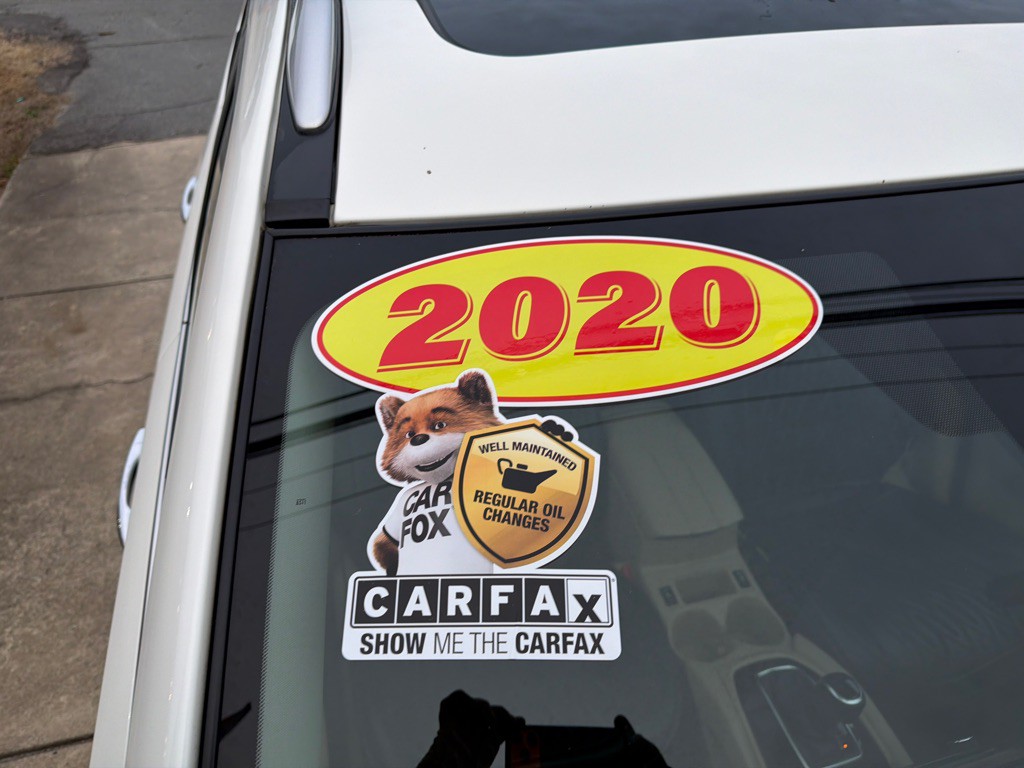 2020
WELL MAINTAINED
REGULAR OIL
CHANGES
CAR
FOX
CARFAX
SHOW ME THE CARFAX